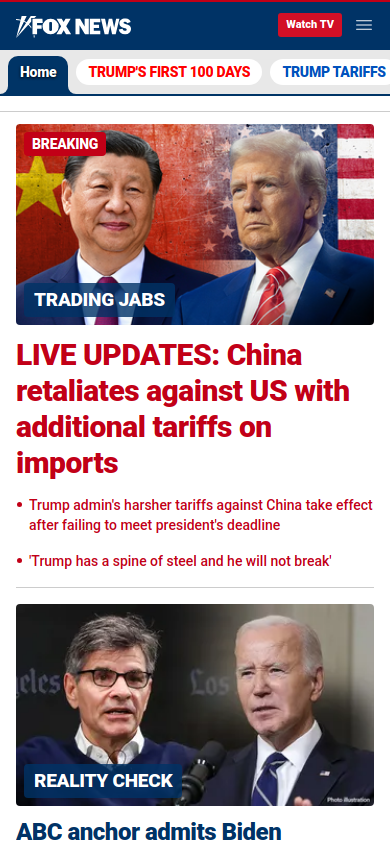 FOX NEWS
Watch TV
Home
TRUMP'S FIRST 100 DAYS
TRUMP TARIFFS
BREAKING
TRADING JABS
LIVE UPDATES: China
retaliates against US with
additional tariffs on
imports
• Trump admin's harsher tariffs against China take effect
after failing to meet president's deadline
• 'Trump has a spine of steel and he will not break'
geles
Los
REALITY CHECK
Photo Illustration
ABC anchor admits Biden